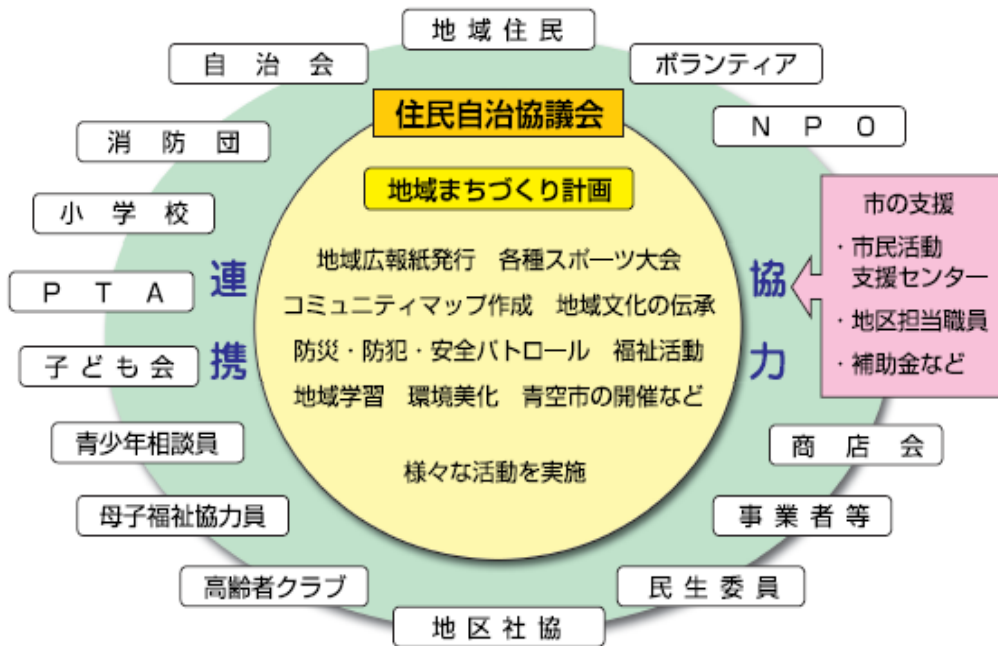 地域住民
自治会
ボランティア
住民自治協議会
NPO
消防団
地域まちづくり計画
小学校
市の支援
・市民活動
支援センター
・地区担当職員
・補助金など
連携
協力
地域広報紙発行 各種スポーツ大会
コミュニティマップ作成 地域文化の伝承
防災・防犯・安全パトロール 福祉活動
地域学習 環境美化 青空市の開催など
様々な活動を実施
PTA
子ども会
青少年相談員
商店会
母子福祉協力員
事業者等
高齢者クラブ
民生委員
地区社協